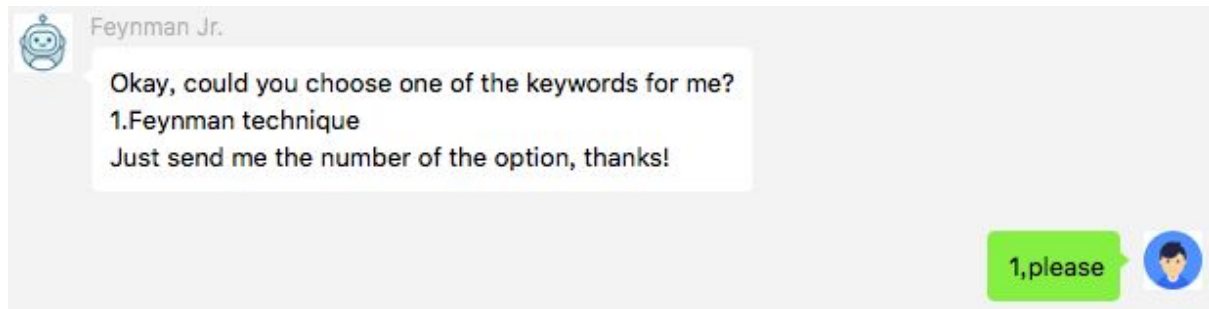 Feynman Jr.
Okay, could you choose one of the keywords for me?
1.Feynman technique
Just send me the number of the option, thanks!
1,please